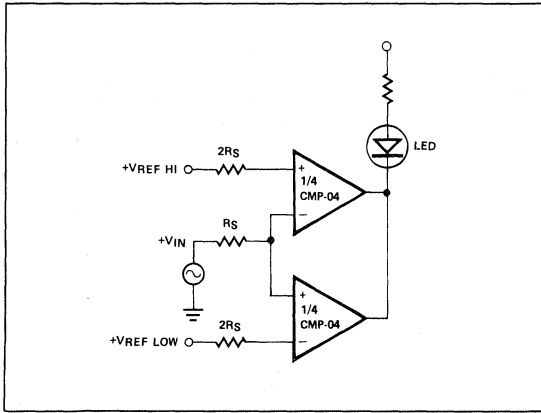 LED
2RS
+VREF HI
+
1/4
CMP-04
−
RS
+VIN
+
1/4
CMP-04
−
2RS
+VREF LOW